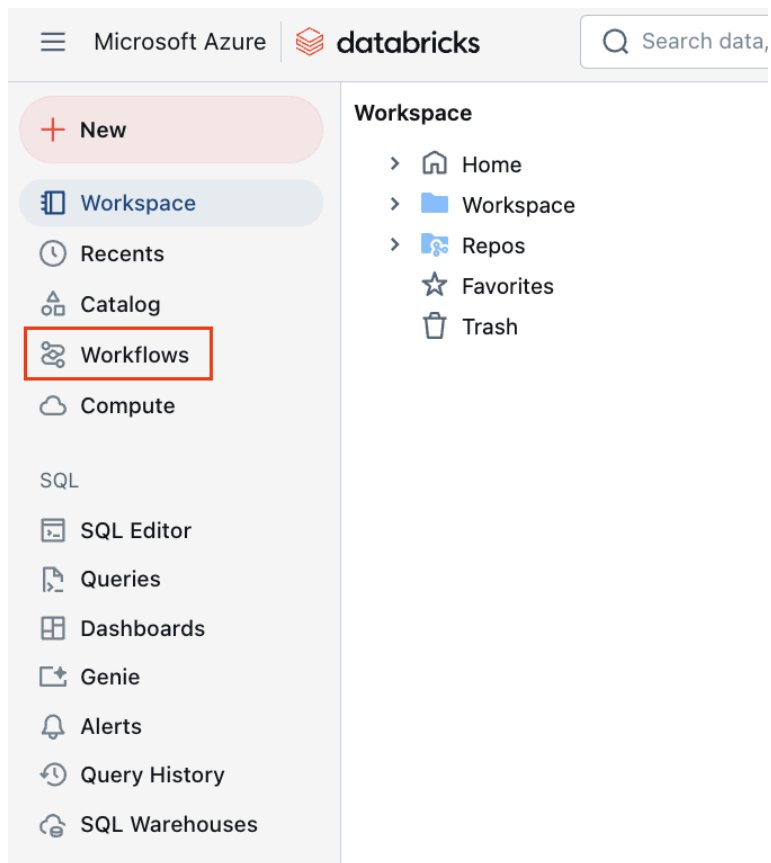 Microsoft Azure databricks Search data,
New
Workspace
Recents
Catalog
Workflows
Compute
SQL
SQL Editor
Queries
Dashboards
Genie
Alerts
Query History
SQL Warehouses
Workspace
Home
Workspace
Repos
Favorites
Trash